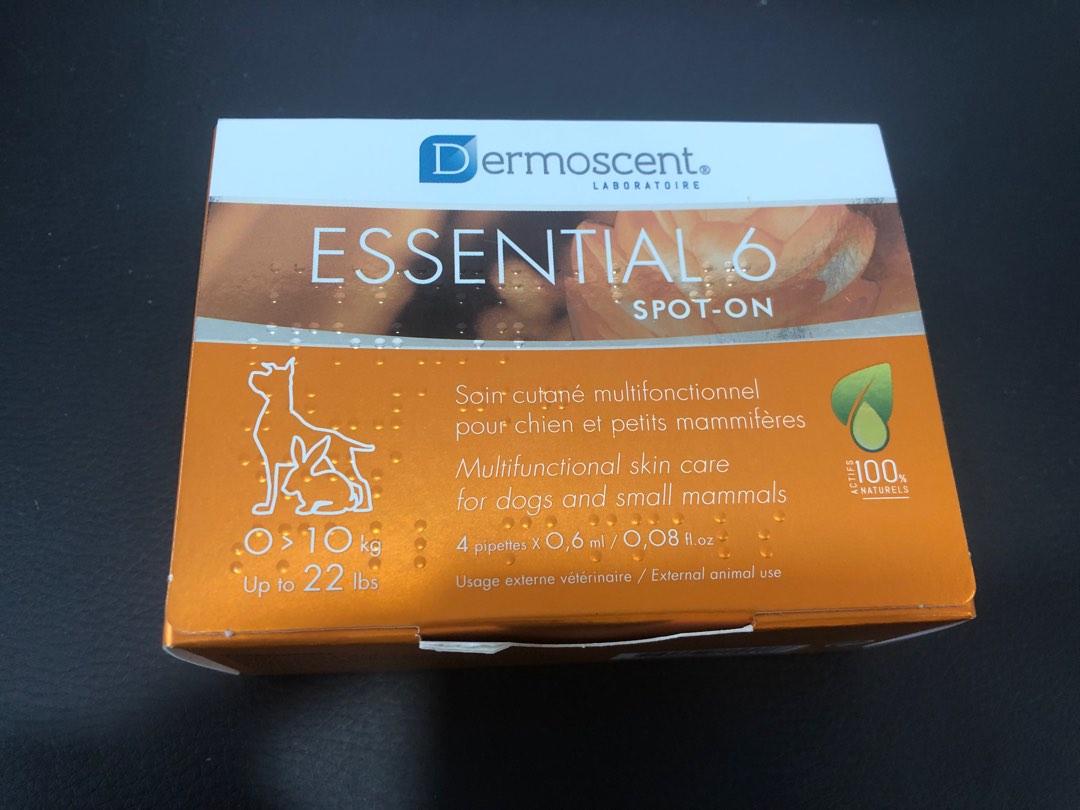 Dermoscent®
LABORATOIRE
ESSENTIAL 6
SPOT-ON
Soin cutané multifonctionnel
pour chien et petits mammifères
Multifunctional skin care
for dogs and small mammals
ACTIFS
100%
NATURELS
0 > 10 kg
Up to 22 lbs
4 pipettes X 0,6 ml / 0,08 fl.oz
Usage externe vétérinaire / External animal use